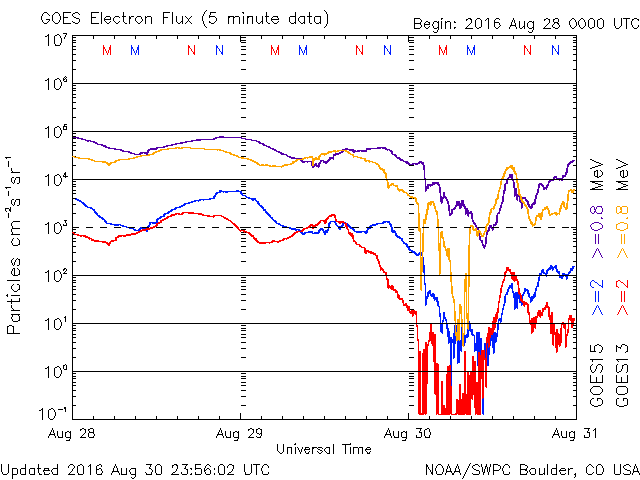 GOES Electron Flux (5 minute data)
Begin: 2016 Aug 28 0000 UTC
10⁷
M M N N M M N N M M N N
10⁶
10⁵
10⁴
10³
10²
10¹
10⁰
10⁻¹
Particles cm⁻²s⁻¹sr⁻¹
GOES15 >=2 >=0.8 MeV
GOES13 >=2 >=0.8 MeV
Aug 28 Aug 29 Aug 30 Aug 31
Universal Time
Updated 2016 Aug 30 23:56:02 UTC
NOAA/SWPC Boulder, CO USA